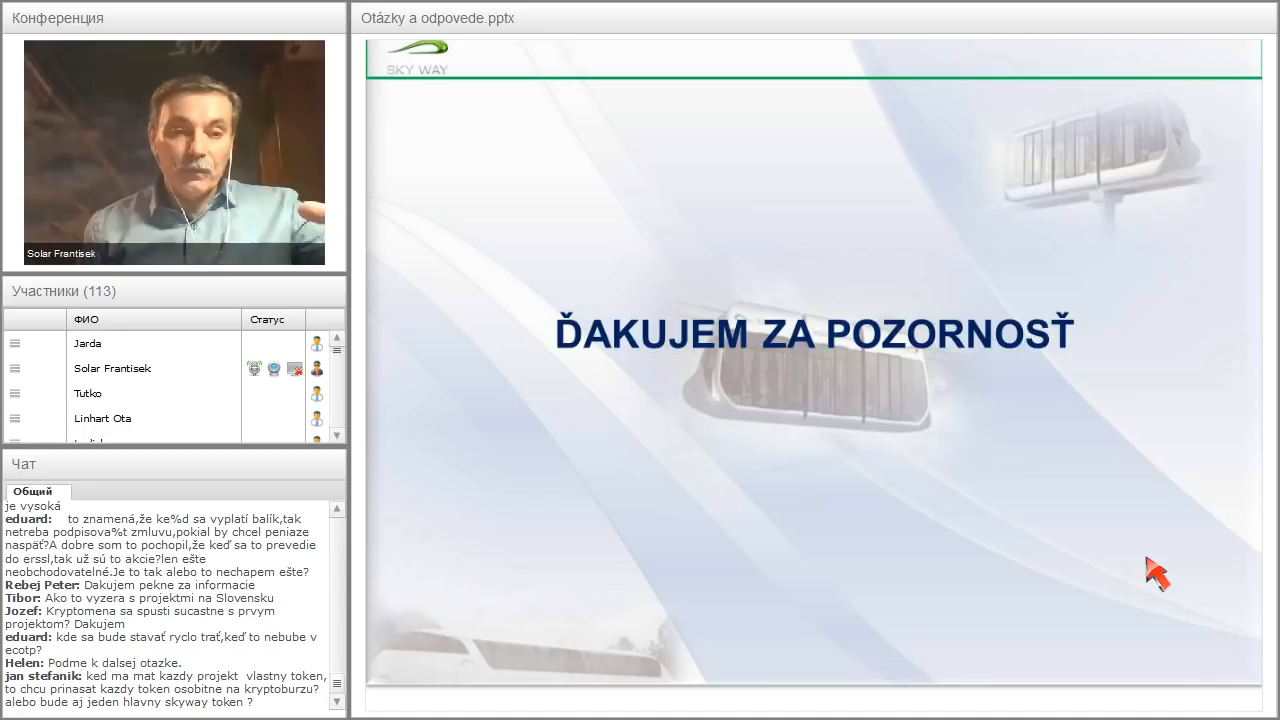 Конференция
Solar Frantisek
Участники (113)
ФИО
Статус
Jarda
Solar Frantisek
Tutko
Linhart Ota
Чат
Общий
je vysoká
eduard: to znamená,že ke%d sa vyplatí balík,tak
netreba podpisova%t zmluvu,pokial by chcel peniaze
naspäť?A dobre som to pochopil,že keď sa to prevedie
do erssl,tak už sú to akcie?len ešte
neobchodovatelné.Je to tak alebo to nechapem ešte?
Rebej Peter: Dakujem pekne za informacie
Tibor: Ako to vyzera s projektmi na Slovensku
Jozef: Kryptomena sa spusti sucastne s prvym
projektom? Dakujem
eduard: kde sa bude stavať ryclo trať,keď to nebube v
ecotp?
Helen: Podme k dalsej otazke.
jan stefanik: ked ma mat kazdy projekt vlastny token,
to chcu prinasat kazdy token osobitne na kryptoburzu?
alebo bude aj jeden hlavny skyway token ?
Otázky a odpovede.pptx
SKY WAY
ĎAKUJEM ZA POZORNOSŤ